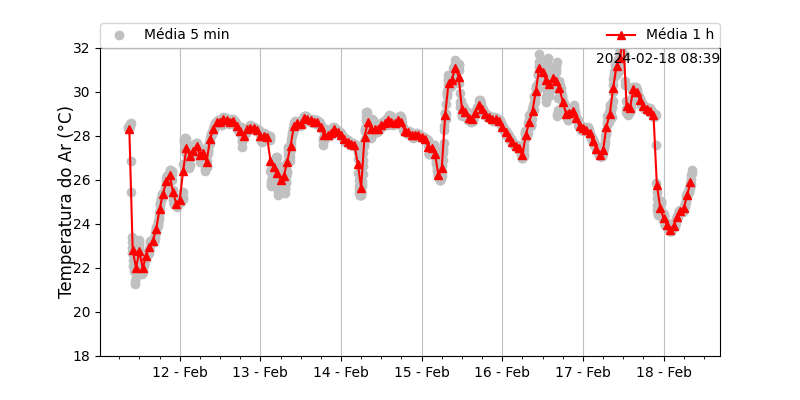 Média 5 min
Média 1 h
2024-02-18 08:39
Temperatura do Ar (°C)
32
30
28
26
24
22
20
18
12 - Feb
13 - Feb
14 - Feb
15 - Feb
16 - Feb
17 - Feb
18 - Feb